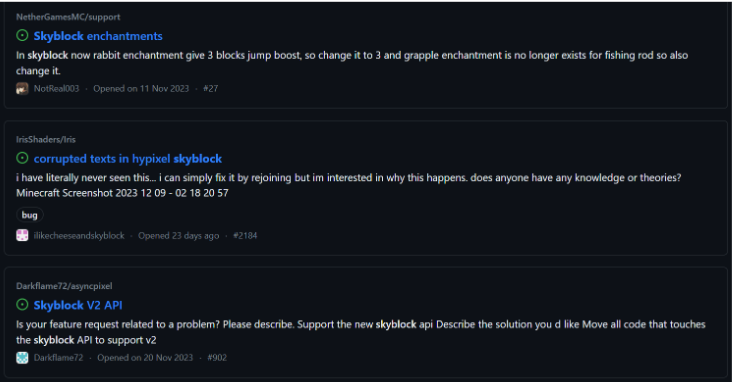 NetherGamesMC/support
Skyblock enchantments
In skyblock now rabbit enchantment give 3 blocks jump boost, so change it to 3 and grapple enchantment is no longer exists for fishing rod so also
change it.
NotReal003 · Opened on 11 Nov 2023 · #27
IrisShaders/Iris
corrupted texts in hypixel skyblock
i have literally never seen this... i can simply fix it by rejoining but im interested in why this happens. does anyone have any knowledge or theories?
Minecraft Screenshot 2023 12 09 - 02 18 20 57
bug
ilikecheeseandskyblock · Opened 23 days ago · #2184
Darkflame72/asyncpixel
Skyblock V2 API
Is your feature request related to a problem? Please describe. Support the new skyblock api Describe the solution you d like Move all code that touches
the skyblock API to support v2
Darkflame72 · Opened on 20 Nov 2023 · #902